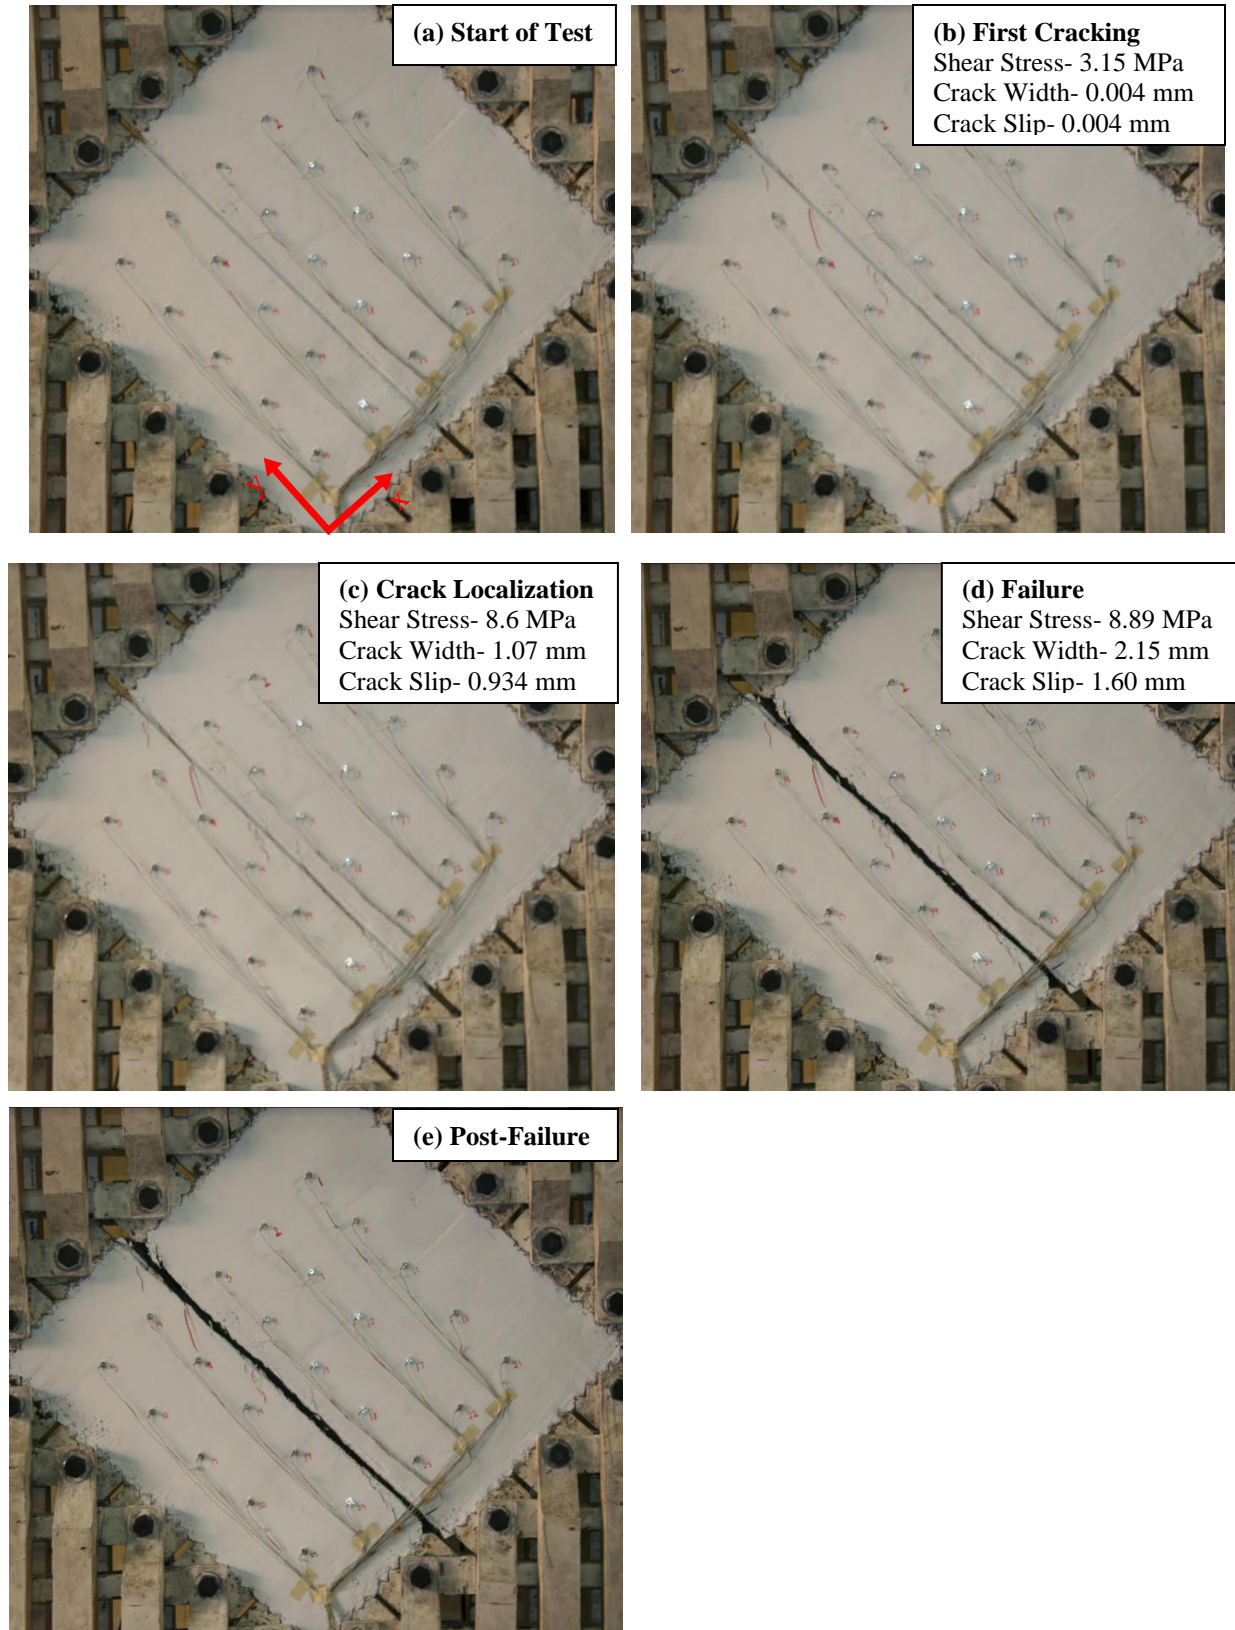 (a) Start of Test
(b) First Cracking
Shear Stress- 3.15 MPa
Crack Width- 0.004 mm
Crack Slip- 0.004 mm
y
x
(c) Crack Localization
Shear Stress- 8.6 MPa
Crack Width- 1.07 mm
Crack Slip- 0.934 mm
(d) Failure
Shear Stress- 8.89 MPa
Crack Width- 2.15 mm
Crack Slip- 1.60 mm
(e) Post-Failure